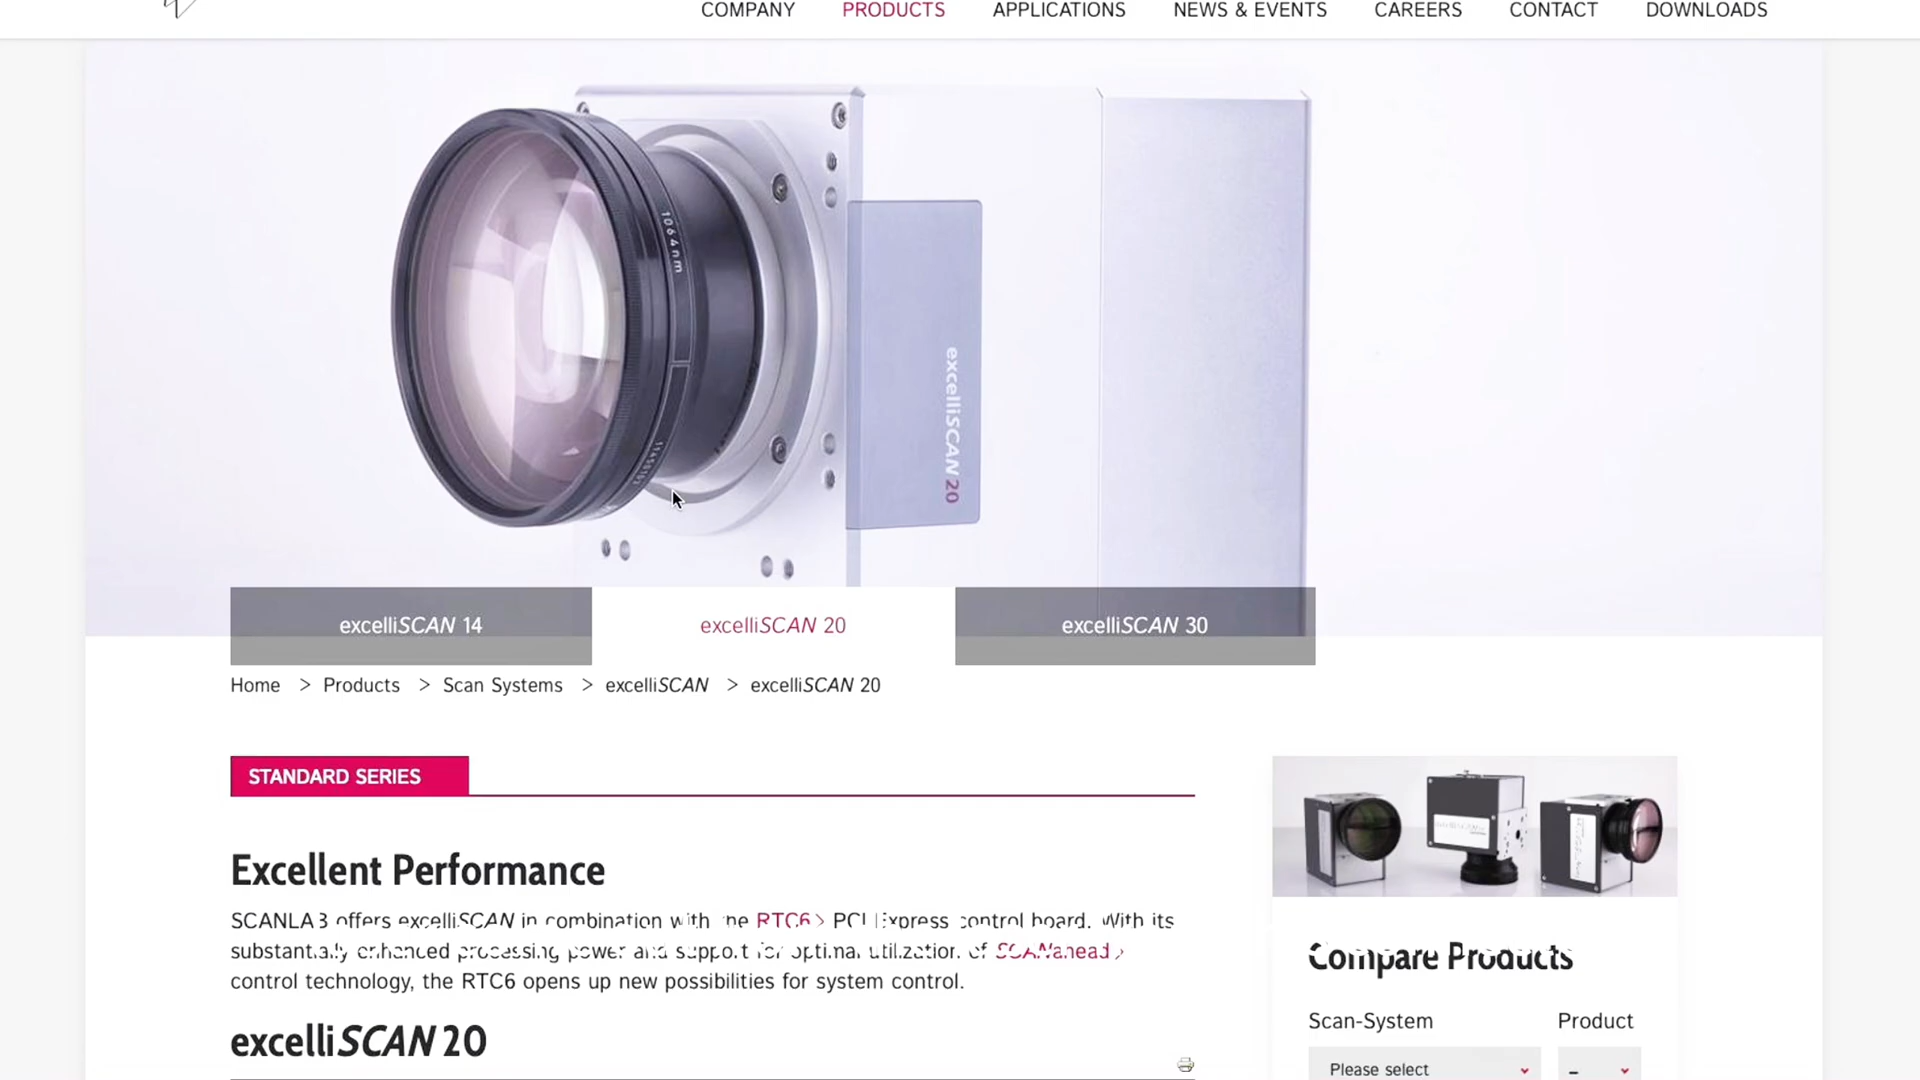 COMPANY PRODUCTS APPLICATIONS NEWS & EVENTS CAREERS CONTACT DOWNLOADS
1064nm
excelliSCAN 20
excelliSCAN 14 excelliSCAN 20 excelliSCAN 30
Home > Products > Scan Systems > excelliSCAN > excelliSCAN 20
STANDARD SERIES
Excellent Performance
SCANLAB offers excelliSCAN in combination with the RTC6> PCI Express control board. With its
substantially enhanced processing power and support for optimal utilization of SCANahead >
control technology, the RTC6 opens up new possibilities for system control.
excelliSCAN 20
Compare Products
Scan-System Product
Please select –